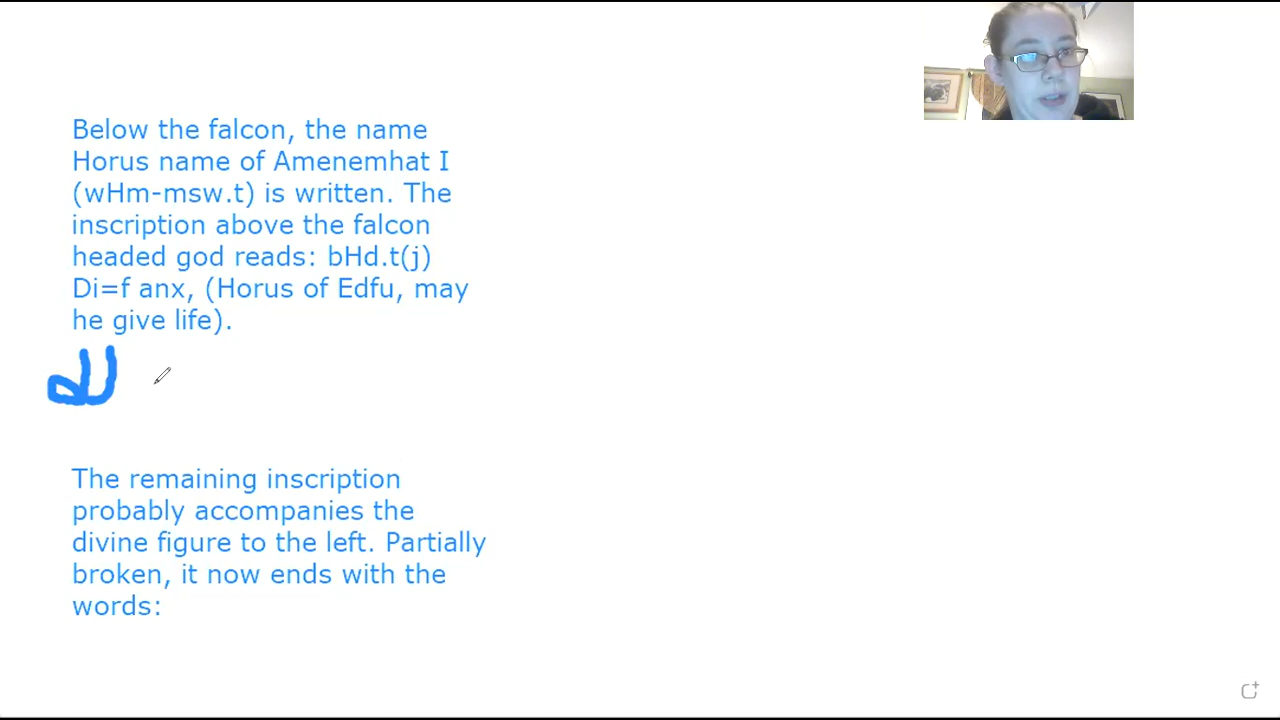 Below the falcon, the name
Horus name of Amenemhat I
(wHm-msw.t) is written. The
inscription above the falcon
headed god reads: bHd.t(j)
Di=f anx, (Horus of Edfu, may
he give life).
The remaining inscription
probably accompanies the
divine figure to the left. Partially
broken, it now ends with the
words: